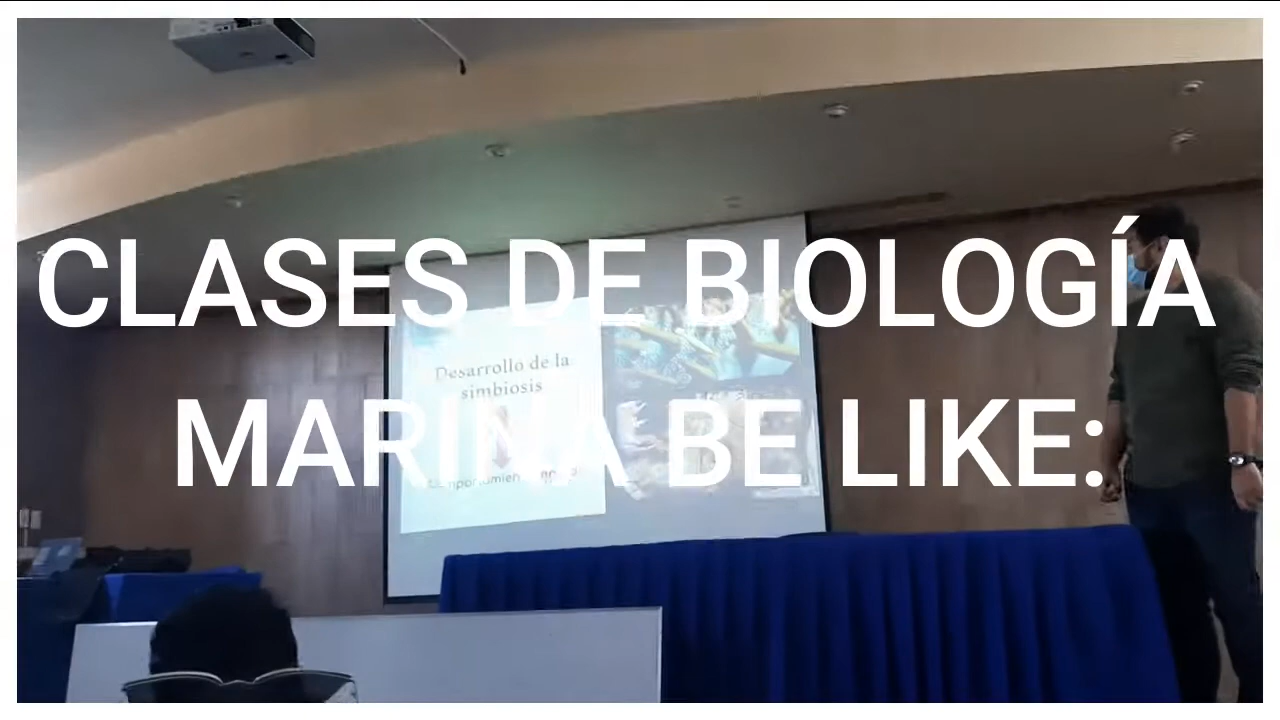 CLASES DE BIOLOGÍA
MARINA BE LIKE:
Desarrollo de la
simbiosis